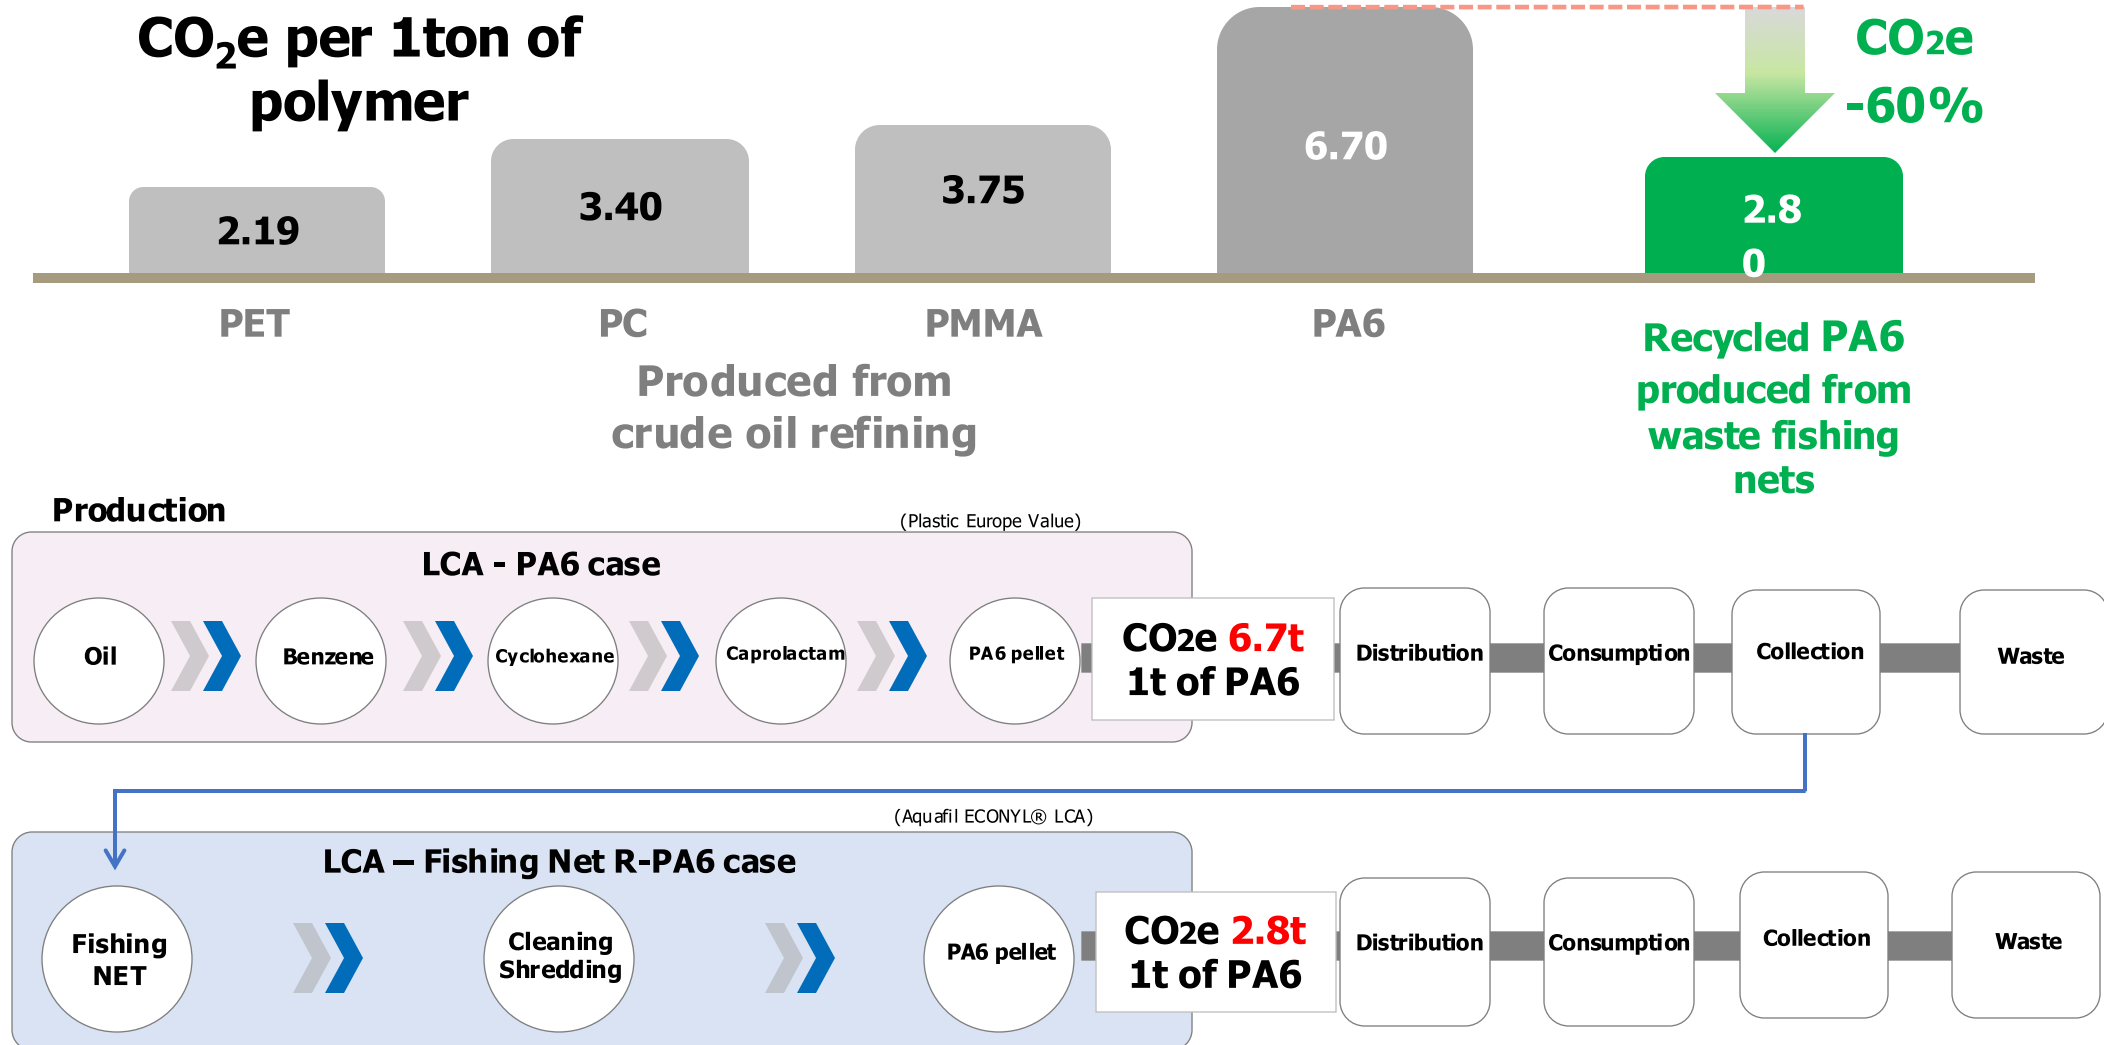 CO₂e per 1ton of
polymer
CO2e
-60%
2.19
3.40
3.75
6.70
2.8
0
PET
PC
PMMA
PA6
Produced from
crude oil refining
Recycled PA6
produced from
waste fishing
nets
Production
(Plastic Europe Value)
LCA - PA6 case
Oil
Benzene
Cyclohexane
Caprolactam
PA6 pellet
CO2e 6.7t
1t of PA6
Distribution
Consumption
Collection
Waste
(Aquafil ECONYL® LCA)
LCA – Fishing Net R-PA6 case
Fishing
NET
Cleaning
Shredding
PA6 pellet
CO2e 2.8t
1t of PA6
Distribution
Consumption
Collection
Waste